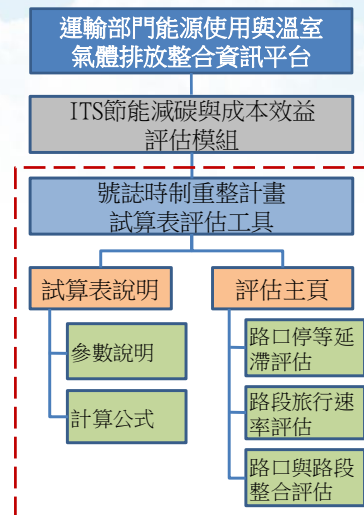 運輸部門能源使用與溫室
氣體排放整合資訊平台
ITS節能減碳與成本效益
評估模組
號誌時制重整計畫
試算表評估工具
試算表說明
評估主頁
參數說明
計算公式
路口停等延
滯評估
路段旅行速
率評估
路口與路段
整合評估